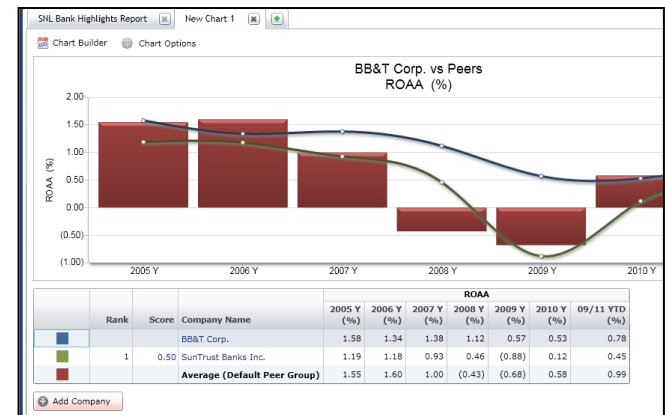 SNL Bank Highlights Report
New Chart 1
Chart Builder Chart Options
BB&T Corp. vs Peers
ROAA (%)
2.00
1.50
1.00
0.50
0.00
(0.50)
(1.00)
ROAA (%)
2005 Y 2006 Y 2007 Y 2008 Y 2009 Y 2010 Y
ROAA
Rank Score Company Name 2005 Y (%) 2006 Y (%) 2007 Y (%) 2008 Y (%) 2009 Y (%) 2010 Y (%) 09/11 YTD (%)
BB&T Corp. 1.58 1.34 1.38 1.12 0.57 0.53 0.78
1 0.50 SunTrust Banks Inc. 1.19 1.18 0.93 0.46 (0.88) 0.12 0.45
Average (Default Peer Group) 1.55 1.60 1.00 (0.43) (0.68) 0.58 0.99
Add Company